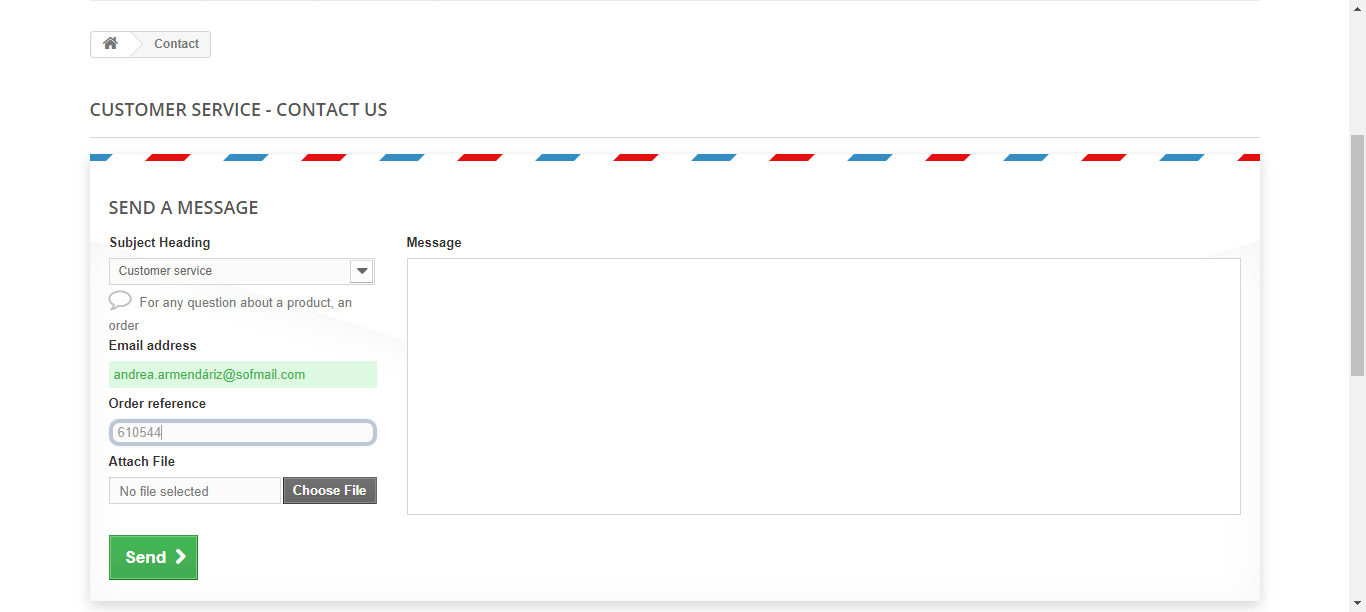 Contact
CUSTOMER SERVICE - CONTACT US
SEND A MESSAGE
Subject Heading
Customer service
For any question about a product, an
order
Email address
andrea.armendáriz@sofmail.com
Order reference
610544
Attach File
No file selected
Choose File
Send
Message